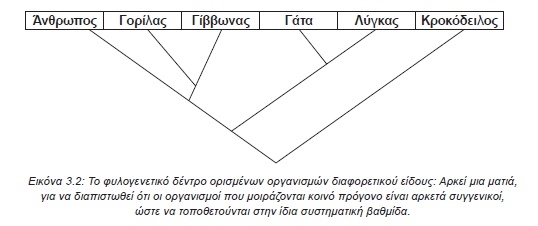 Άνθρωπος Γορίλας Γίββωνας Γάτα Λύγκας Κροκόδειλος
Εικόνα 3.2: Το φυλογενετικό δέντρο ορισμένων οργανισμών διαφορετικού είδους: Αρκεί μια ματιά,
για να διαπιστωθεί ότι οι οργανισμοί που μοιράζονται κοινό πρόγονο είναι αρκετά συγγενικοί,
ώστε να τοποθετούνται στην ίδια συστηματική βαθμίδα.